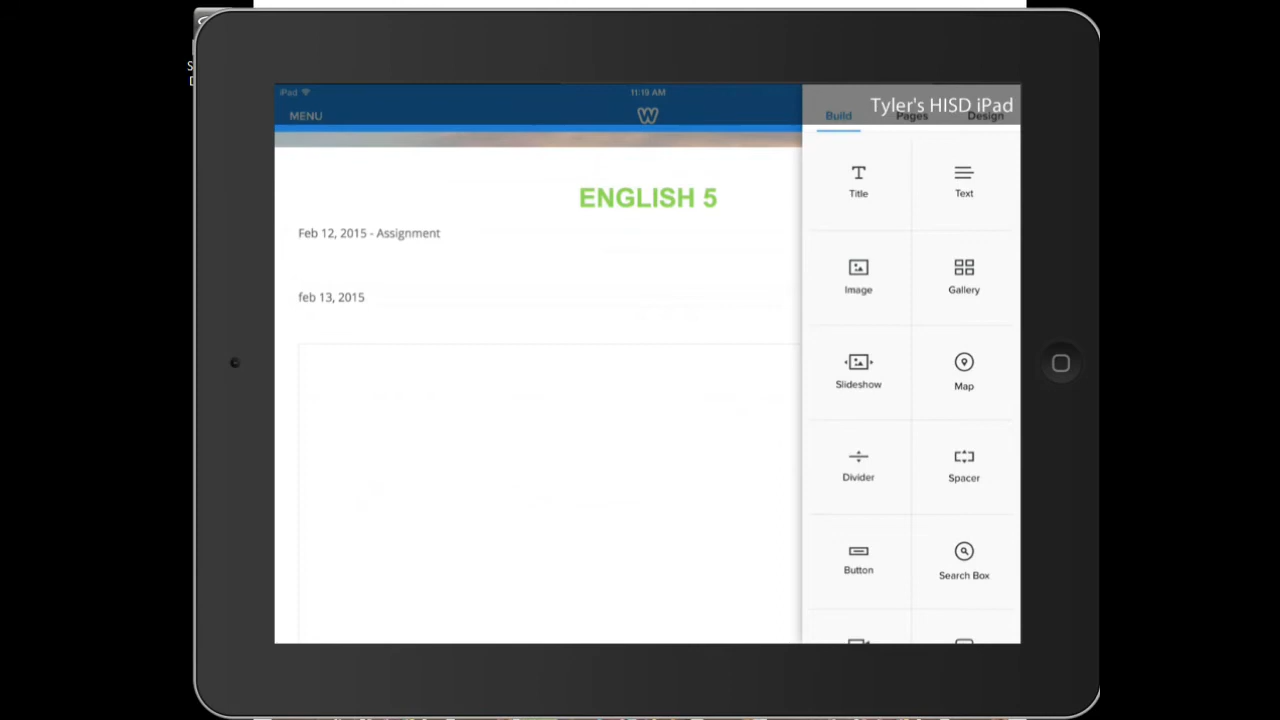 iPad
11:19 AM
Tyler's HISD iPad
MENU
Build
Pages
Design
ENGLISH 5
Feb 12, 2015 - Assignment
feb 13, 2015
Title
Text
Image
Gallery
Slideshow
Map
Divider
Spacer
Button
Search Box